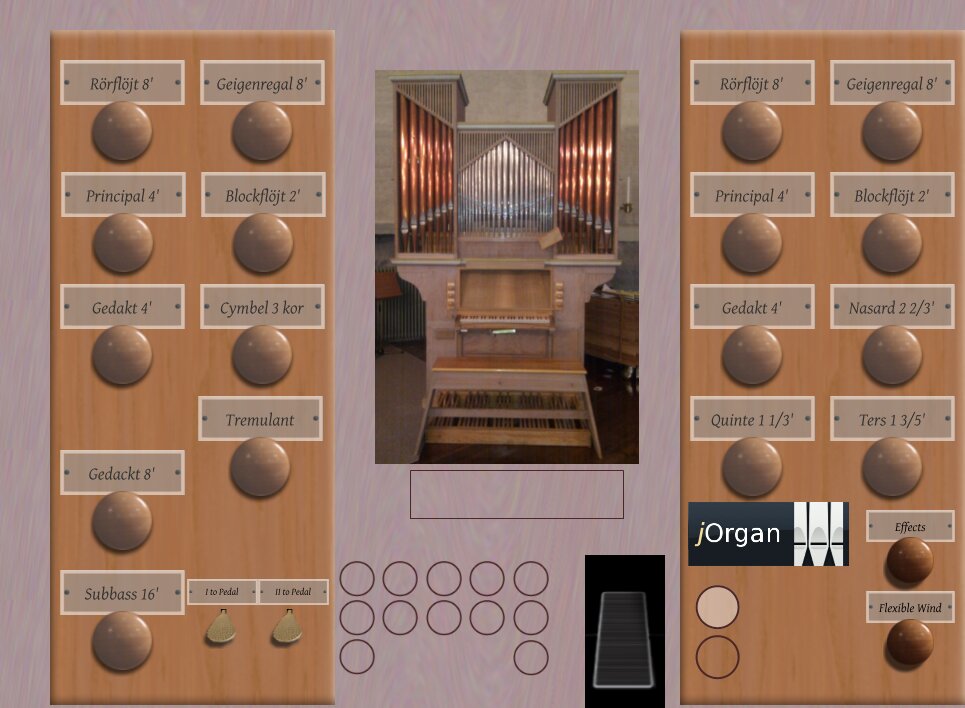 Rörflöjt 8'
Geigenregal 8'
Principal 4'
Blockflöjt 2'
Gedakt 4'
Cymbel 3 kor
Tremulant
Gedackt 8'
Subbass 16'
I to Pedal
II to Pedal
Rörflöjt 8'
Geigenregal 8'
Principal 4'
Blockflöjt 2'
Gedakt 4'
Nasard 2 2/3'
Quinte 1 1/3'
Ters 1 3/5'
jOrgan
Effects
Flexible Wind